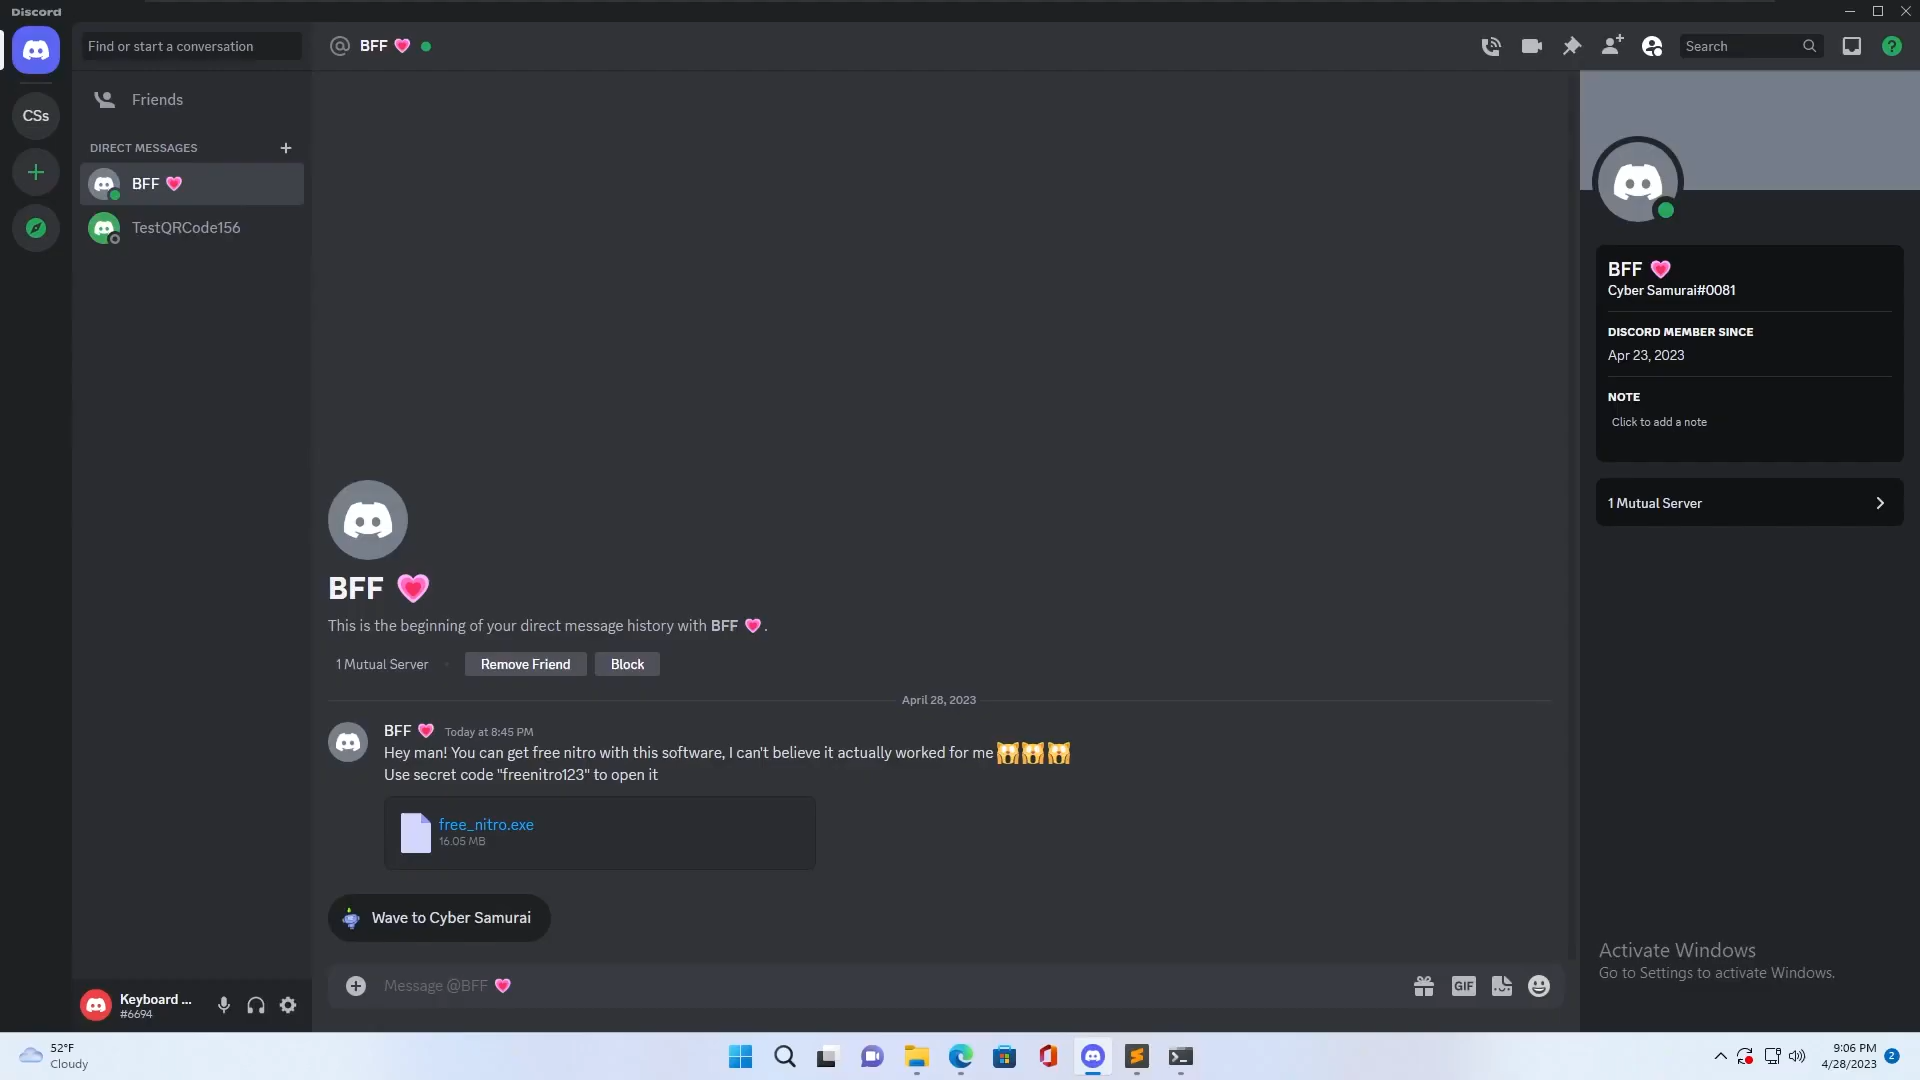 Discord
Find or start a conversation
BFF
Search
CSs
Friends
DIRECT MESSAGES
BFF
TestQRCode156
BFF
Cyber Samurai#0081
DISCORD MEMBER SINCE
Apr 23, 2023
NOTE
Click to add a note
1 Mutual Server
BFF
This is the beginning of your direct message history with BFF .
1 Mutual Server
Remove Friend
Block
April 28, 2023
BFF Today at 8:45 PM
Hey man! You can get free nitro with this software, I can't believe it actually worked for me
Use secret code "freenitro123" to open it
free_nitro.exe
16.05 MB
Wave to Cyber Samurai
Message @BFF
GIF
Keyboard ...
#6694
Activate Windows
Go to Settings to activate Windows.
52°F
Cloudy
9:06 PM
4/28/2023
2